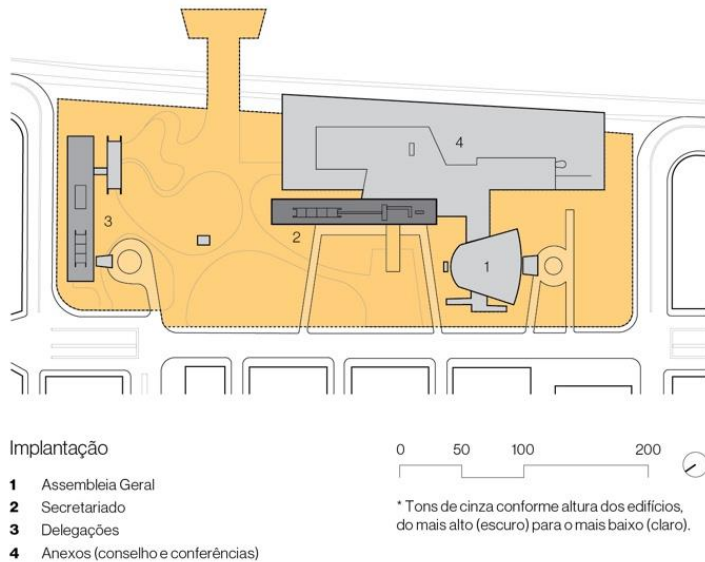 4
3
2
1
Implantação
1 Assembleia Geral
2 Secretariado
3 Delegações
4 Anexos (conselho e conferências)
0 50 100 200
* Tons de cinza conforme altura dos edifícios,
do mais alto (escuro) para o mais baixo (claro).